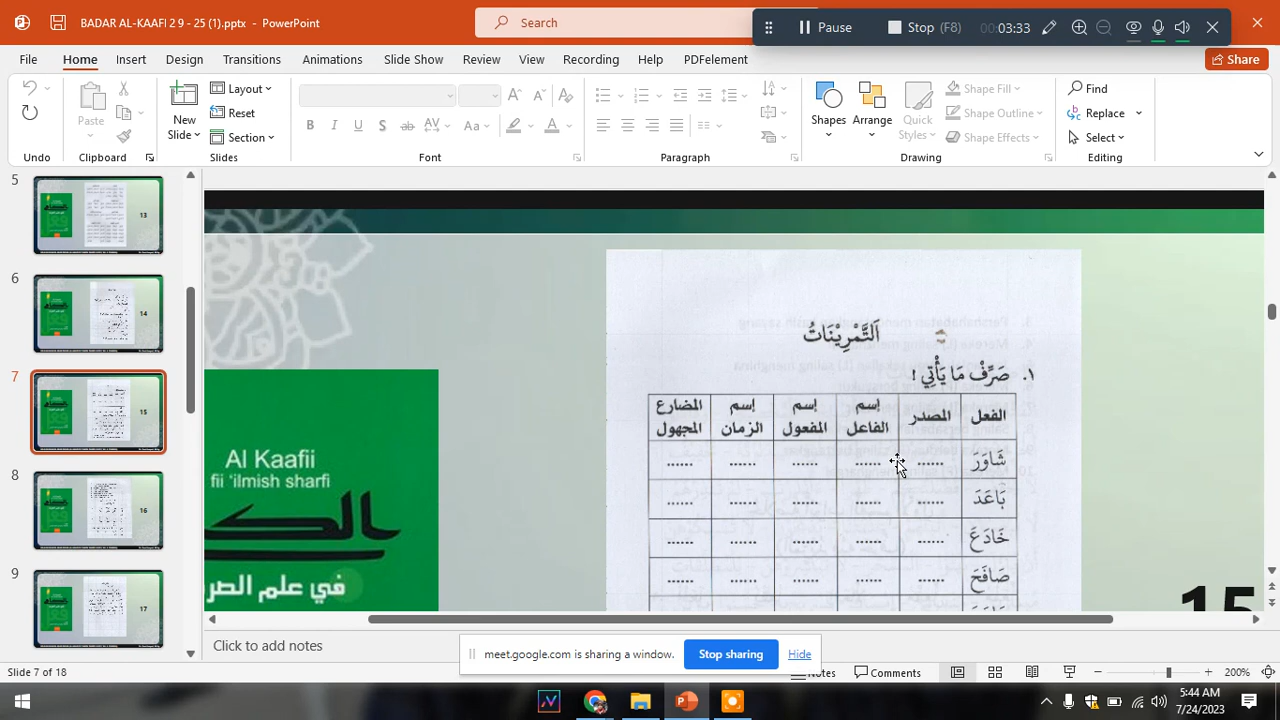 BADAR AL-KAAFI 2 9 - 25 (1).pptx - PowerPoint
Search
Pause
Stop (F8)
00:03:33
File
Home
Insert
Design
Transitions
Animations
Slide Show
Review
View
Recording
Help
PDFelement
Share
Paste
New
Slide
Layout
Reset
Section
B I U S ab AV Aa A
Shapes
Arrange
Quick
Styles
Shape Fill
Shape Outline
Shape Effects
Find
Replace
Select
Undo
Clipboard
Slides
Font
Paragraph
Drawing
Editing
5
13
6
14
7
15
8
16
9
17
Al Kaafii
fii 'ilmish sharfi
في علم الصر
اَلتَّمْرِيْنَاتُ
١. صَرِّفْ مَا يَأْتِي !
الفعل المصدر إسم الفاعل إسم المفعول إسم الزمان المضارع المجهول
شَاوَرَ ...... ...... ...... ...... ......
بَاعَدَ ...... ...... ...... ...... ......
خَادَعَ ...... ...... ...... ...... ......
صَافَحَ ...... ...... ...... ...... ......
15
Click to add notes
meet.google.com is sharing a window.
Stop sharing
Hide
Slide 7 of 18
Notes
Comments
200%
5:44 AM
7/24/2023